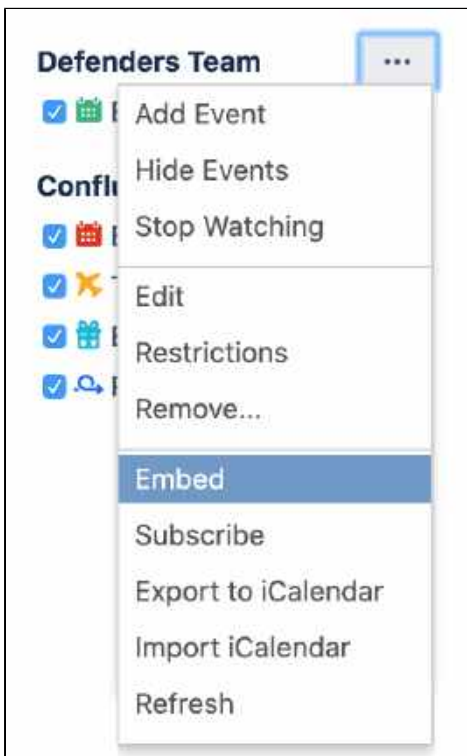 Defenders Team
Add Event
Hide Events
Stop Watching
Edit
Restrictions
Remove...
Embed
Subscribe
Export to iCalendar
Import iCalendar
Refresh